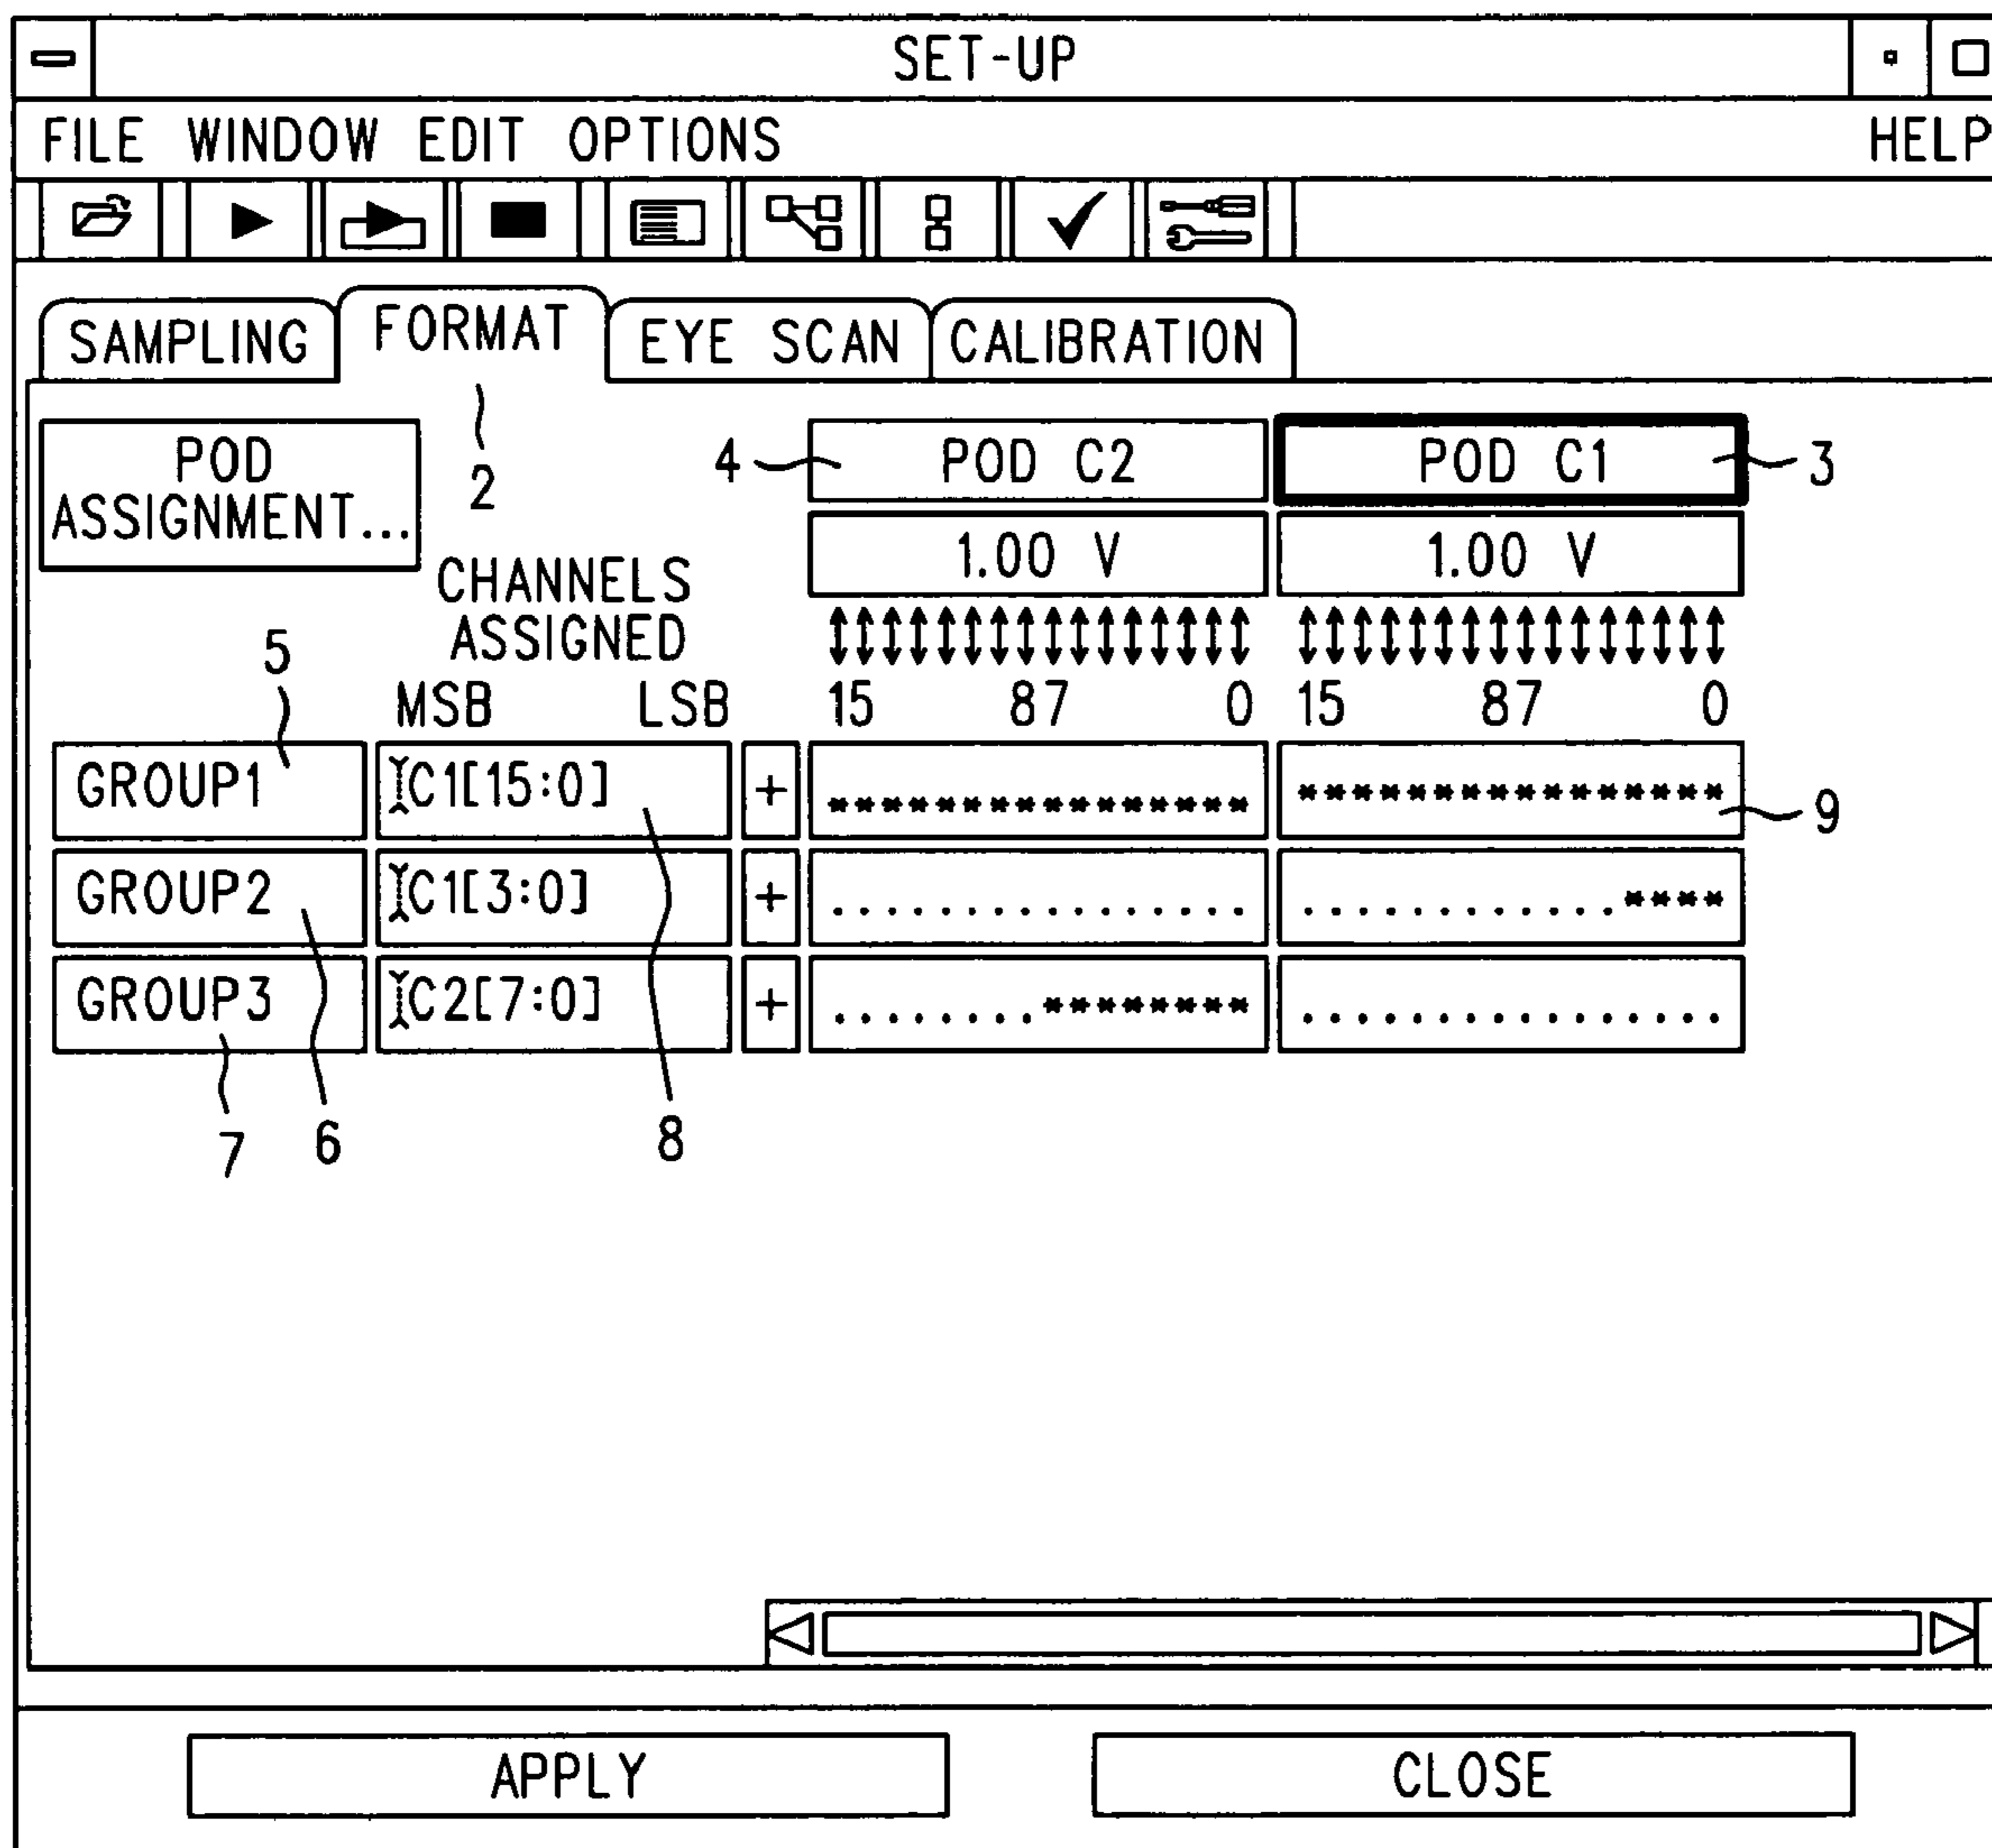 SET-UP
FILE WINDOW EDIT OPTIONS HELP
SAMPLING FORMAT EYE SCAN CALIBRATION
POD
ASSIGNMENT...
2
4 POD C2 POD C1 3
1.00 V 1.00 V
CHANNELS
ASSIGNED
5
MSB LSB 15 87 0 15 87 0
GROUP1 C1[15:0] + **************** ****************
9
GROUP2 C1[3:0] + ................ ............****
GROUP3 C2[7:0] + ........******** ................
7 6 8
APPLY CLOSE